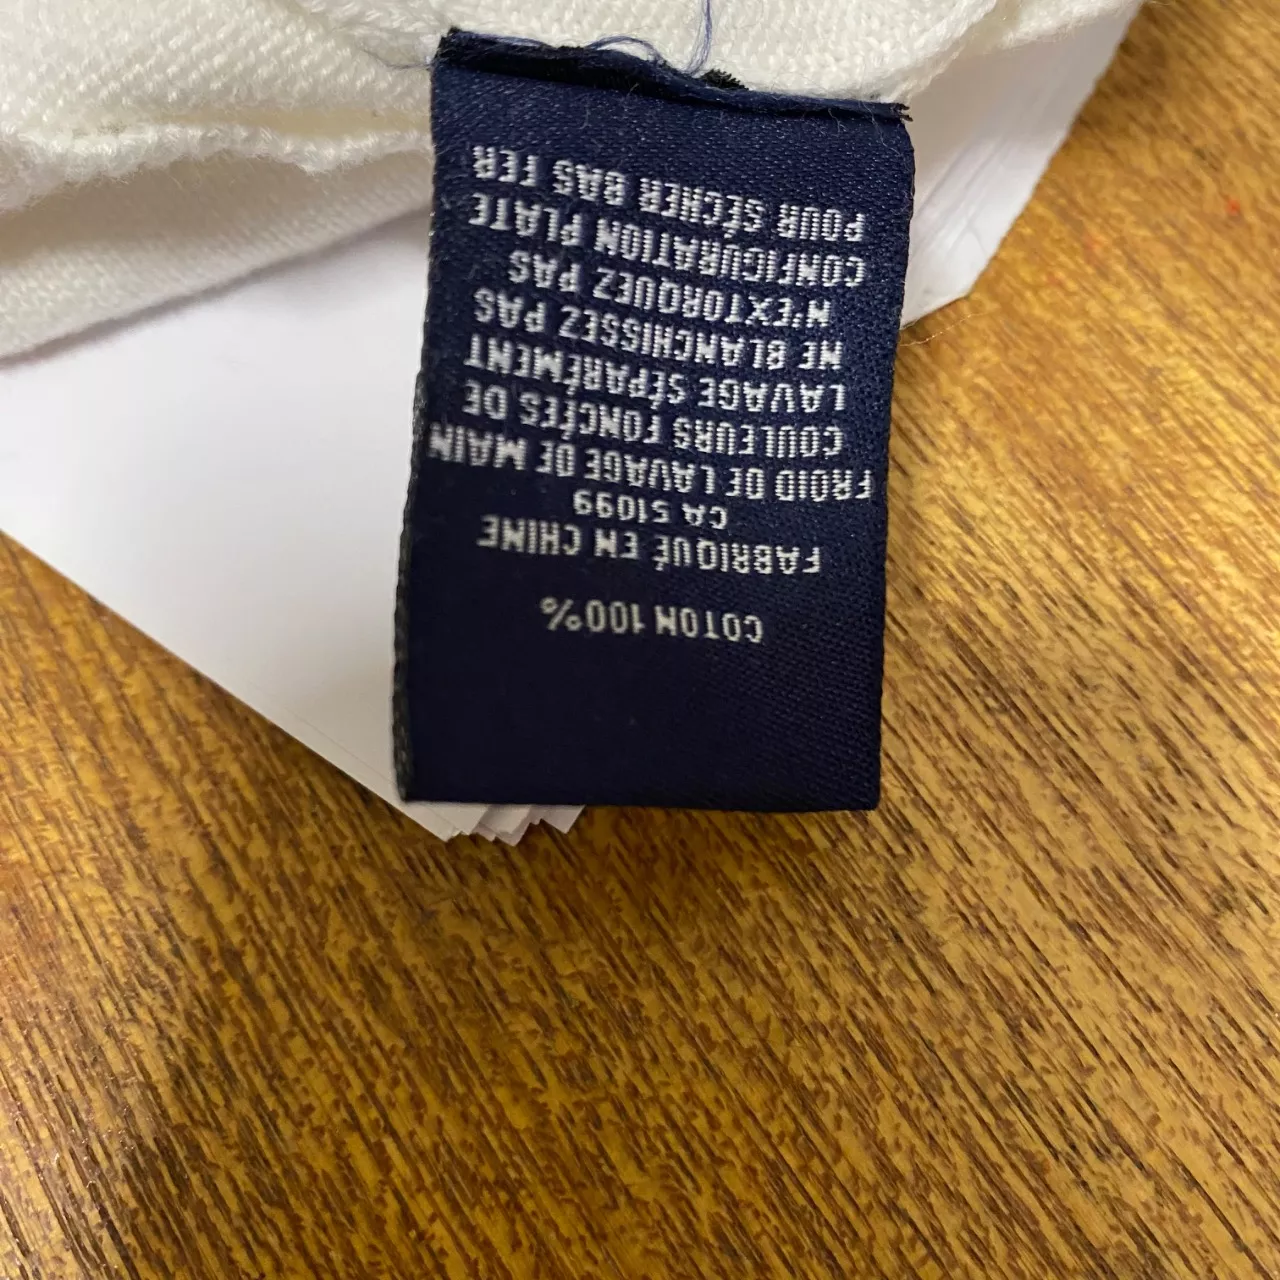 COTON 100%
FABRIQUÉ EN CHINE
CA 51099
FROID DE LAVAGE DE MAIN
COULEURS FONCÉES DE
LAVAGE SÉPARÉMENT
NE BLANCHISSEZ PAS
N'EXTORQUEZ PAS
CONFIGURATION PLATE
POUR SÉCHER BAS FER